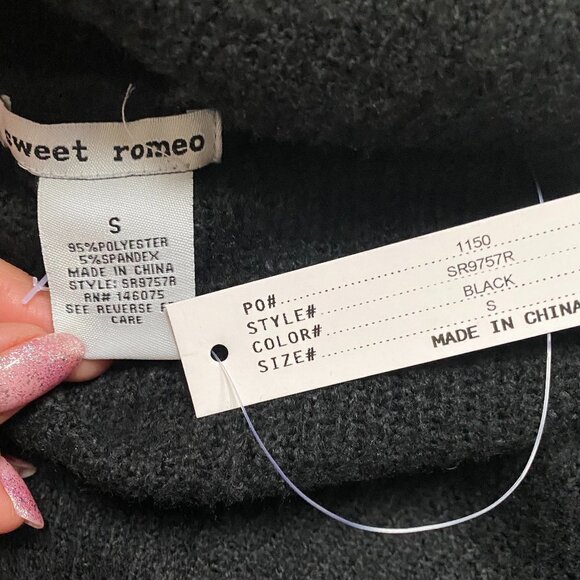 sweet romeo
S
95%POLYESTER
5%SPANDEX
MADE IN CHINA
STYLE: SR9757R
RN# 146075
SEE REVERSE F
CARE
PO#..................1150
STYLE#..................SR9757R
COLOR#..................BLACK
SIZE#..................S
MADE IN CHINA